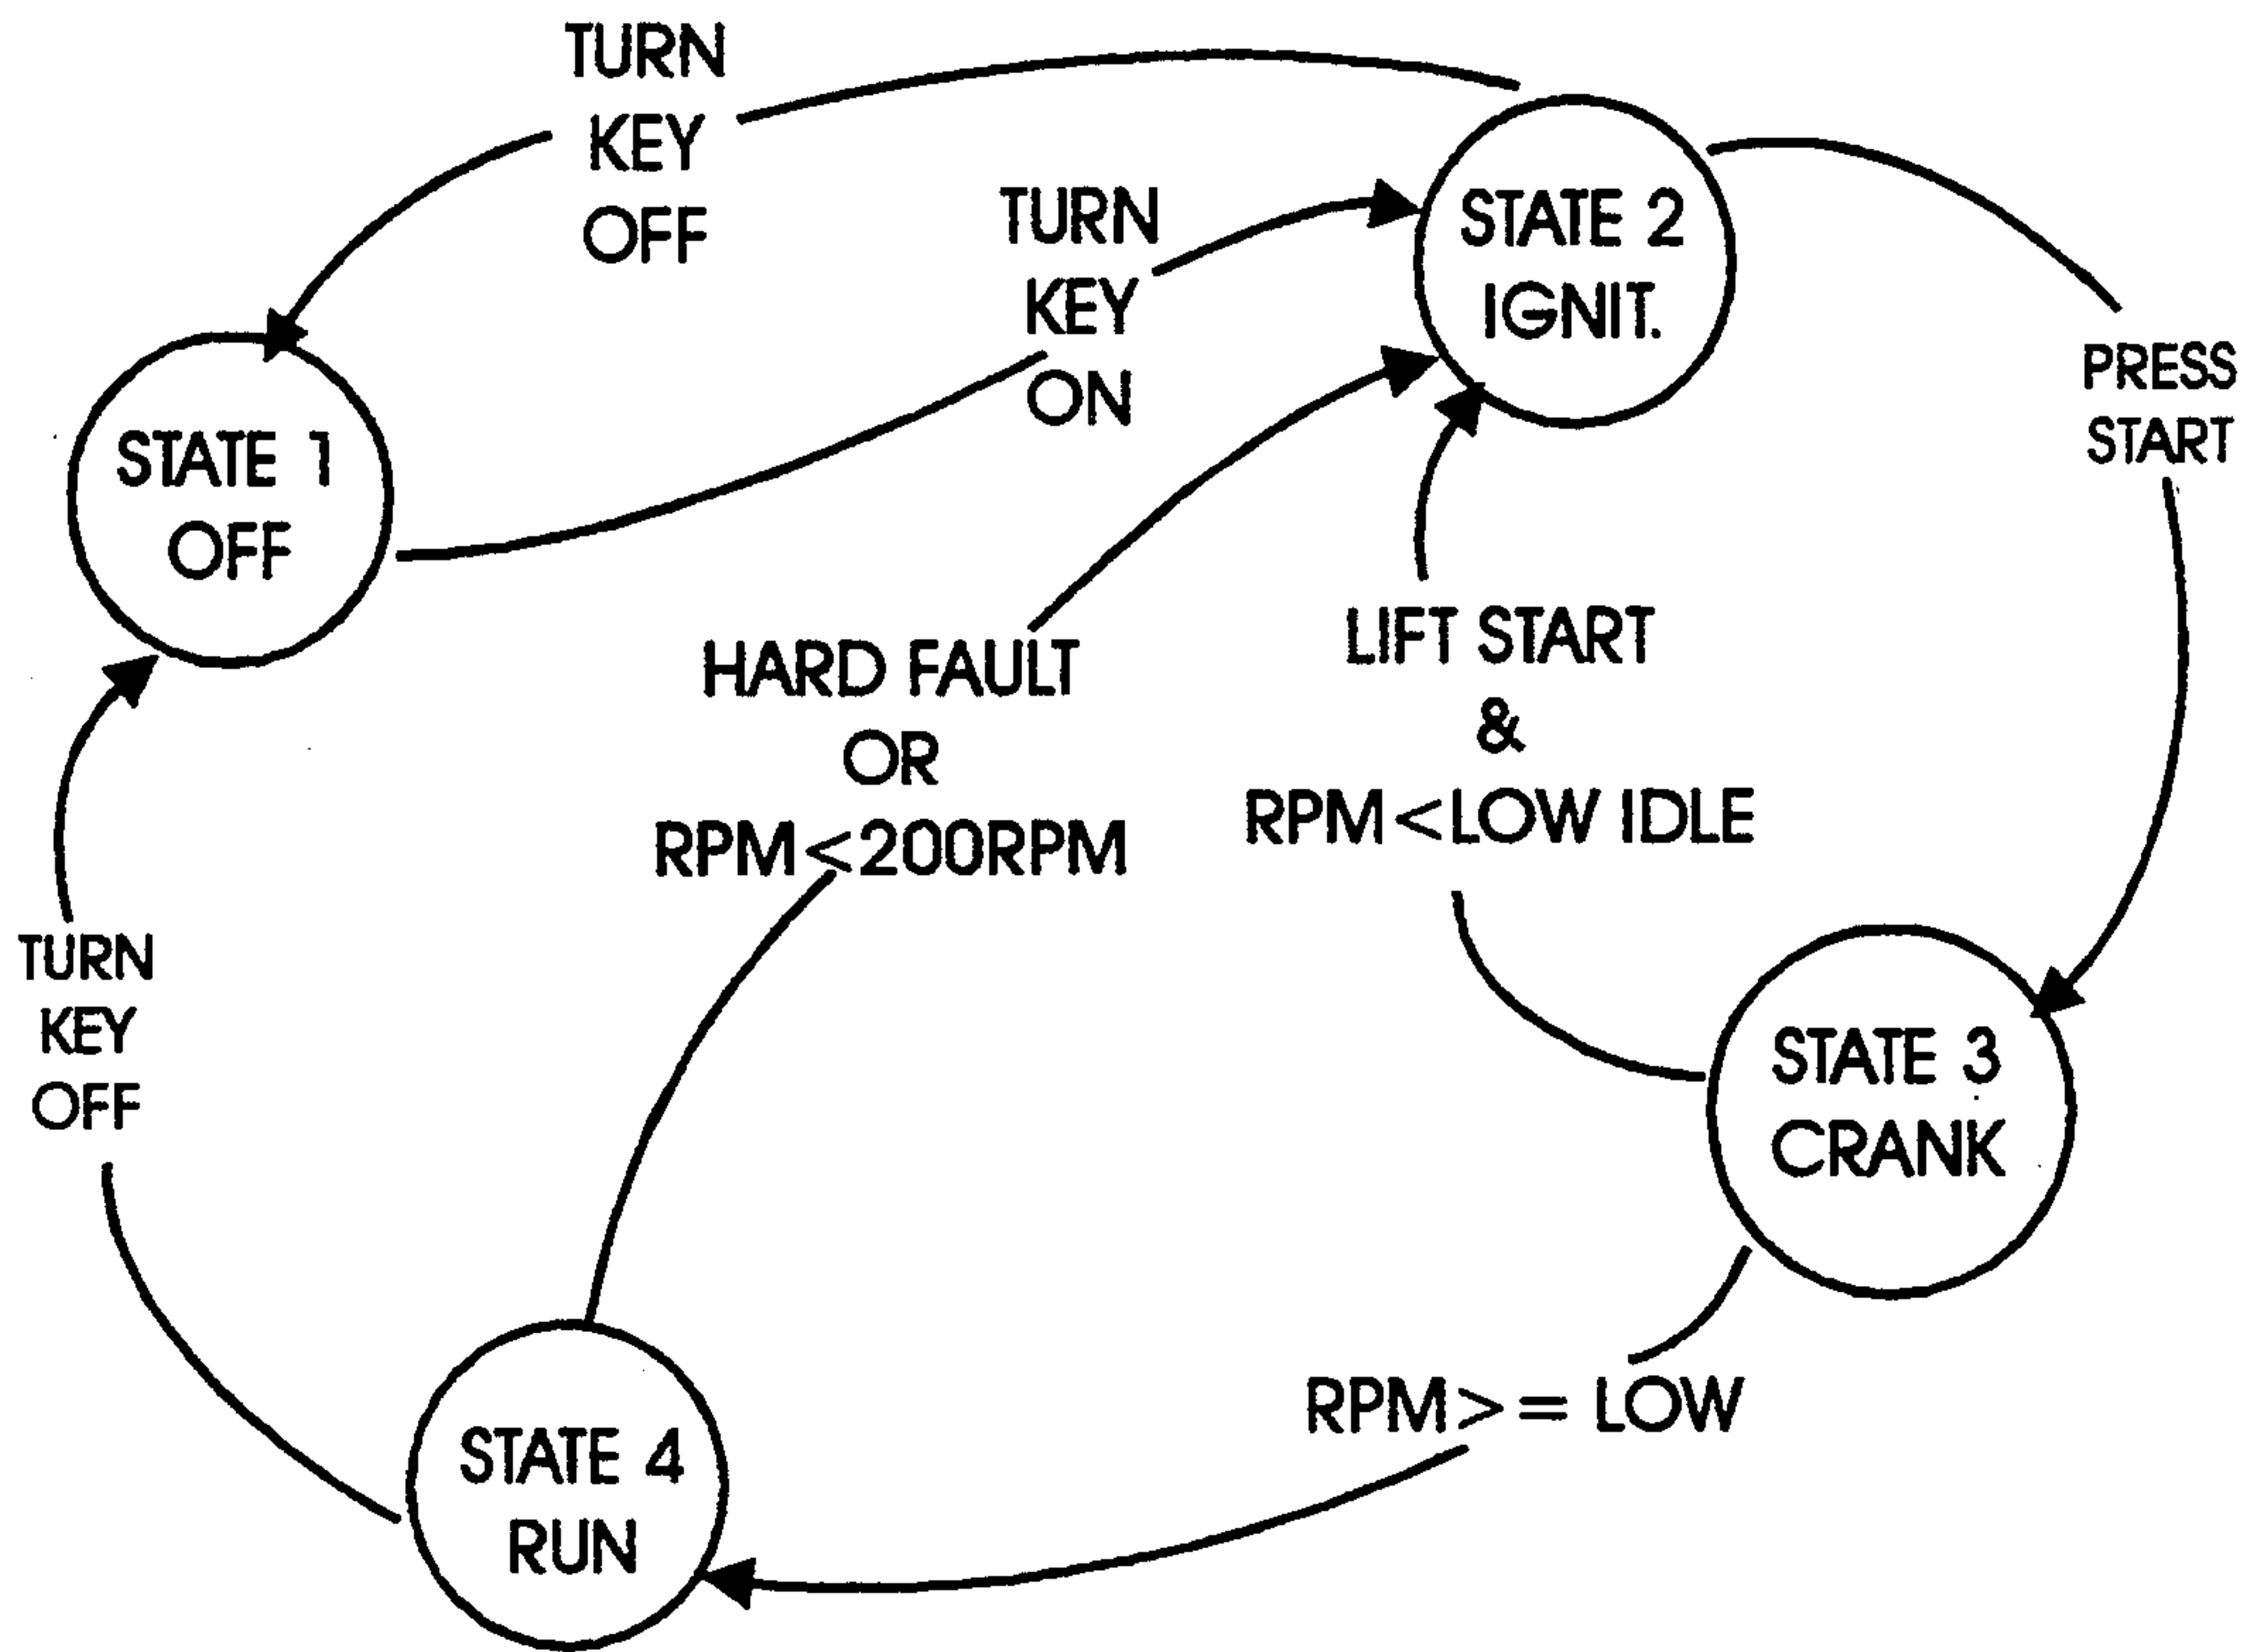 TURN
KEY
OFF
TURN
KEY
ON
STATE 2
IGNIT.
PRESS
START
STATE 1
OFF
HARD FAULT
OR
RPM<200RPM
LIFT START
&
RPM<LOW IDLE
TURN
KEY
OFF
STATE 3
CRANK
RPM>= LOW
STATE 4
RUN